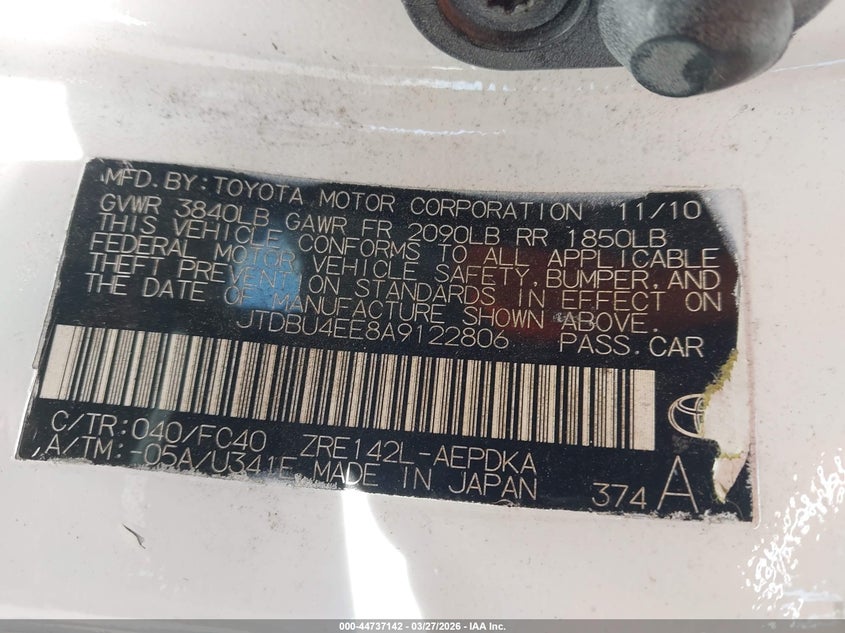 MFD. BY: TOYOTA MOTOR CORPORATION 11/10
GVWR 3840LB GAWR FR 2090LB RR 1850LB
THIS VEHICLE CONFORMS TO ALL APPLICABLE
FEDERAL MOTOR VEHICLE SAFETY, BUMPER, AND
THEFT PREVENTION STANDARDS IN EFFECT ON
THE DATE OF MANUFACTURE SHOWN ABOVE.
JTDBU4EE8A9122806 PASS. CAR
C/TR: 040/FC40 ZRE142L-AEPDKA
A/TM: -05A/U341E MADE IN JAPAN 374 A
000-44737142 - 03/27/2026 - IAA Inc.